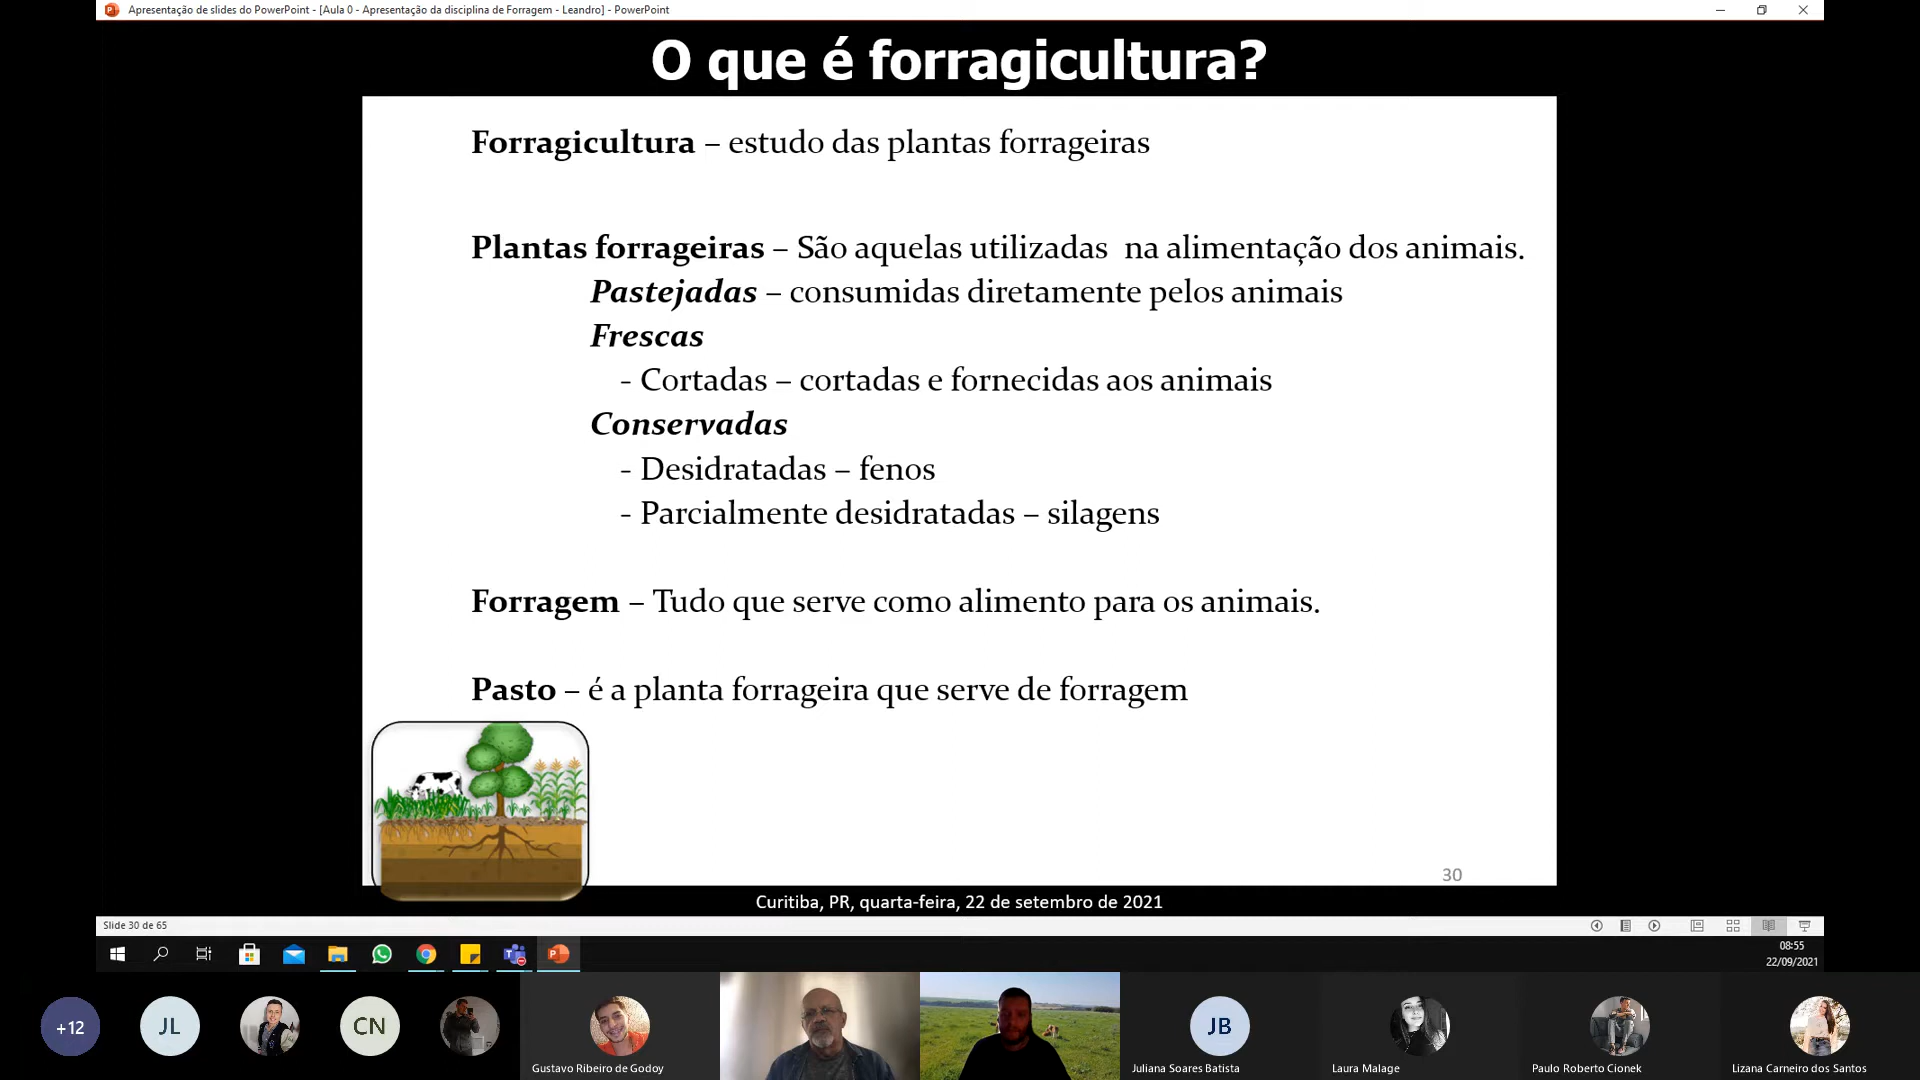 Apresentação de slides do PowerPoint - [Aula 0 - Apresentação da disciplina de Forragem - Leandro] - PowerPoint
O que é forragicultura?
Forragicultura – estudo das plantas forrageiras
Plantas forrageiras – São aquelas utilizadas  na alimentação dos animais.
Pastejadas – consumidas diretamente pelos animais
Frescas
- Cortadas – cortadas e fornecidas aos animais
Conservadas
- Desidratadas – fenos
- Parcialmente desidratadas – silagens
Forragem – Tudo que serve como alimento para os animais.
Pasto – é a planta forrageira que serve de forragem
30
Curitiba, PR, quarta-feira, 22 de setembro de 2021
Slide 30 de 65
08:55
22/09/2021
+12
JL
CN
JB
Gustavo Ribeiro de Godoy
Juliana Soares Batista
Laura Malage
Paulo Roberto Cionek
Lizana Carneiro dos Santos